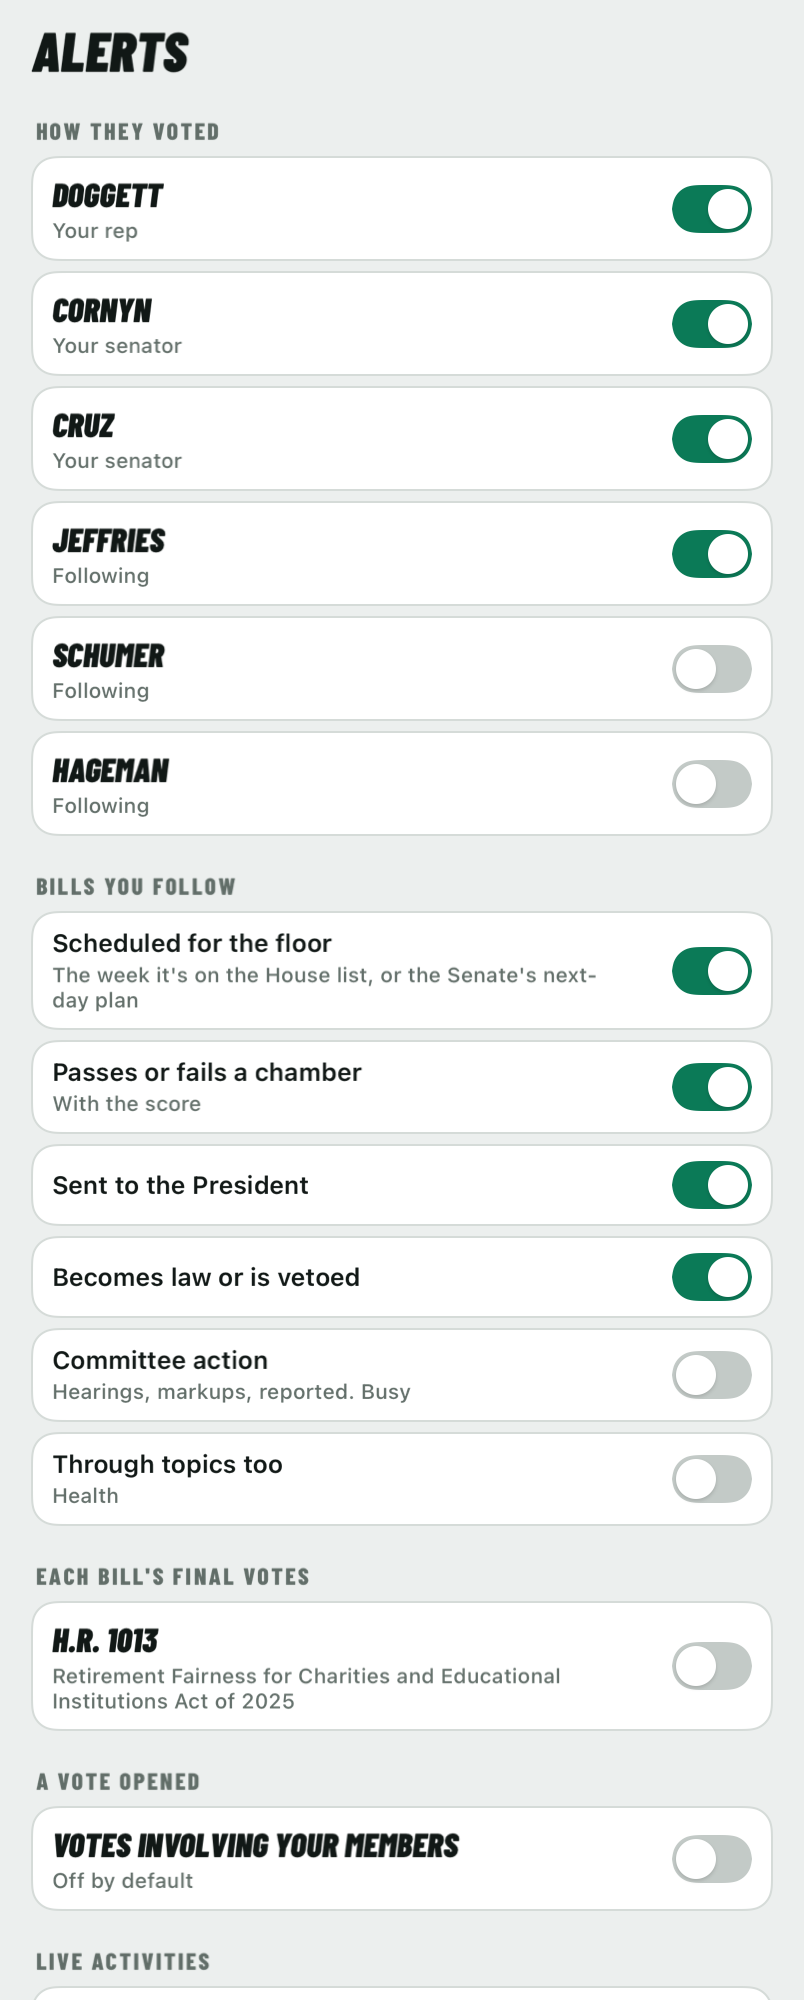 ALERTS
HOW THEY VOTED
DOGGETT
Your rep
CORNYN
Your senator
CRUZ
Your senator
JEFFRIES
Following
SCHUMER
Following
HAGEMAN
Following
BILLS YOU FOLLOW
Scheduled for the floor
The week it's on the House list, or the Senate's next-
day plan
Passes or fails a chamber
With the score
Sent to the President
Becomes law or is vetoed
Committee action
Hearings, markups, reported. Busy
Through topics too
Health
EACH BILL'S FINAL VOTES
H.R. 1013
Retirement Fairness for Charities and Educational
Institutions Act of 2025
A VOTE OPENED
VOTES INVOLVING YOUR MEMBERS
Off by default
LIVE ACTIVITIES